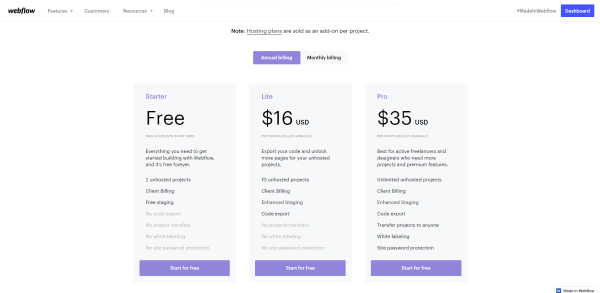 webflow Features Customers Resources Blog #MadeInWebflow Dashboard
Note: Hosting plans are sold as an add-on per project.
Annual billing Monthly billing
Starter
Free
NEW ACCOUNTS START HERE
Everything you need to get
started building with Webflow,
and it's free forever.
2 unhosted projects
Client Billing
Free staging
No code export
No project transfers
No white labeling
No site password protection
Start for free
Lite
$16 USD
PER MONTH BILLED ANNUALLY
Export your code and unlock
more pages for your unhosted
projects.
10 unhosted projects
Client Billing
Enhanced Staging
Code export
No projects transfers
No white labeling
No site password protection
Start for free
Pro
$35 USD
PER MONTH BILLED ANNUALLY
Best for active freelancers and
designers who need more
projects and premium features.
Unlimited unhosted projects
Client Billing
Enhanced Staging
Code export
Transfer projects to anyone
White labeling
Site password protection
Start for free
Made in Webflow